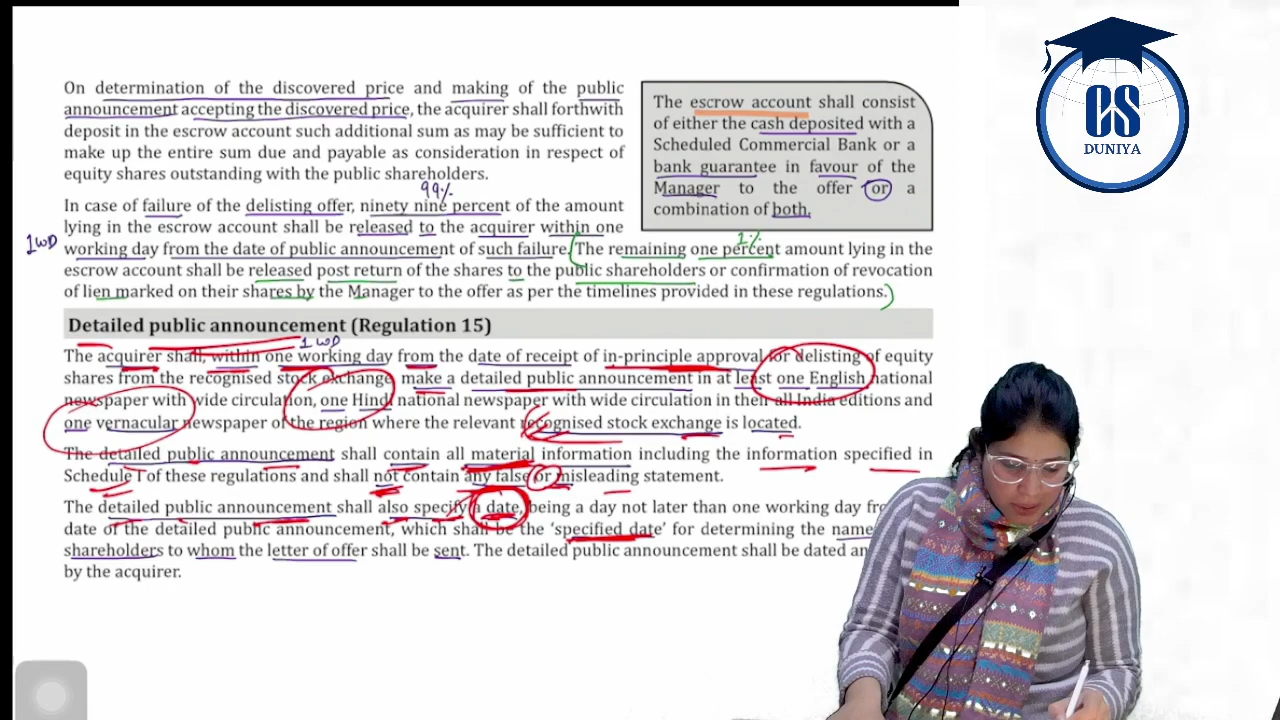 On determination of the discovered price and making of the public
announcement accepting the discovered price, the acquirer shall forthwith
deposit in the escrow account such additional sum as may be sufficient to
make up the entire sum due and payable as consideration in respect of
equity shares outstanding with the public shareholders.
99%
In case of failure of the delisting offer, ninety nine percent of the amount
lying in the escrow account shall be released to the acquirer within one
1 WD
working day from the date of public announcement of such failure. (The remaining one percent amount lying in the
1%
escrow account shall be released post return of the shares to the public shareholders or confirmation of revocation
of lien marked on their shares by the Manager to the offer as per the timelines provided in these regulations.)
The escrow account shall consist
of either the cash deposited with a
Scheduled Commercial Bank or a
bank guarantee in favour of the
Manager to the offer or a
combination of both.
Detailed public announcement (Regulation 15)
1 WD
The acquirer shall, within one working day from the date of receipt of in-principle approval for delisting of equity
shares from the recognised stock exchange, make a detailed public announcement in at least one English national
newspaper with wide circulation, one Hindi national newspaper with wide circulation in their all India editions and
one vernacular newspaper of the region where the relevant recognised stock exchange is located.
The detailed public announcement shall contain all material information including the information specified in
Schedule I of these regulations and shall not contain any false or misleading statement.
The detailed public announcement shall also specify a date, being a day not later than one working day
date of the detailed public announcement, which shall be the 'specified date' for determining the
shareholders to whom the letter of offer shall be sent. The detailed public announcement shall be dated
by the acquirer.
CS
DUNIYA